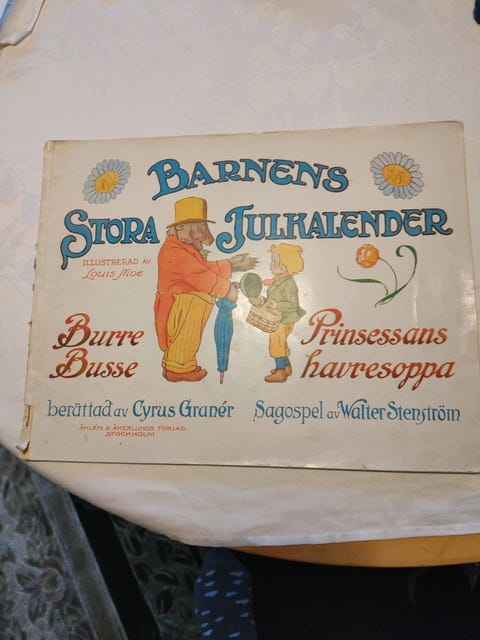 BARNENS
STORA JULKALENDER
ILLUSTRERAD AV
Louis Moe
Burre
Busse
Prinsessans
havresoppa
berättad av Cyrus Granér
Sagospel av Walter Stenström
ÅHLÉN & ÅKERLUNDS FÖRLAG
STOCKHOLM